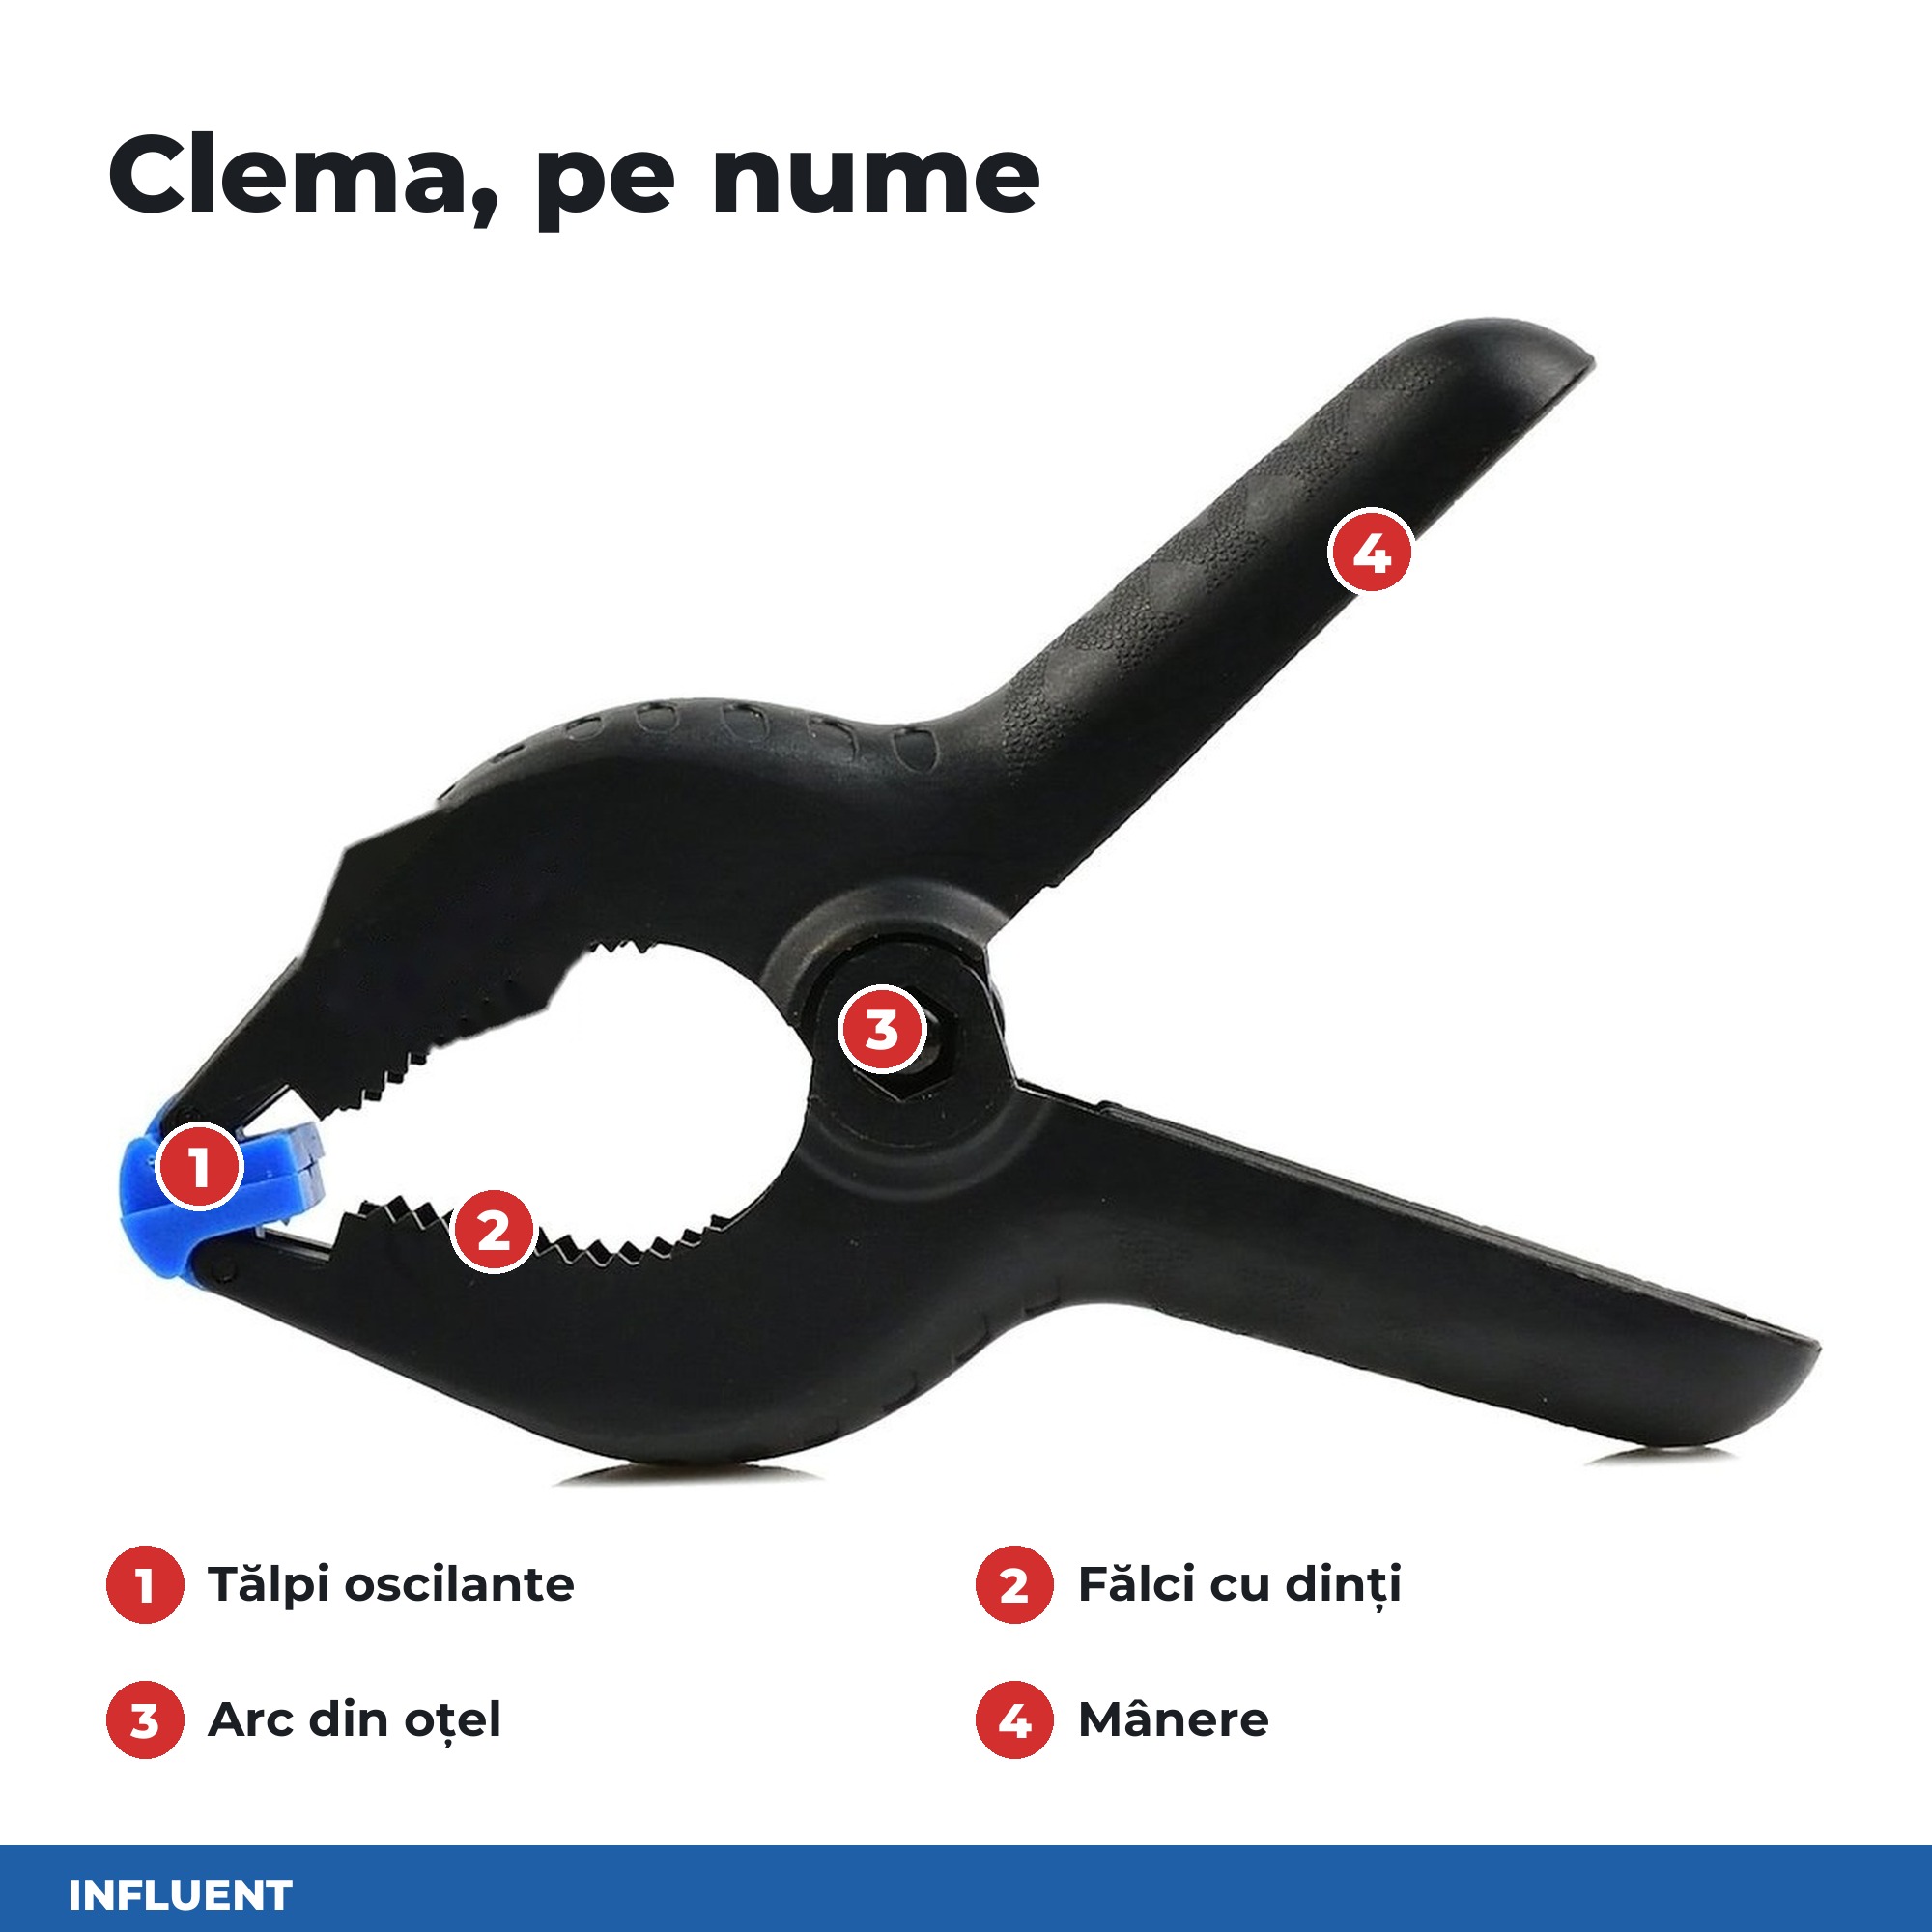 Clema, pe nume
4
3
1
2
1 Tălpi oscilante
2 Fălci cu dinți
3 Arc din oțel
4 Mânere
INFLUENT